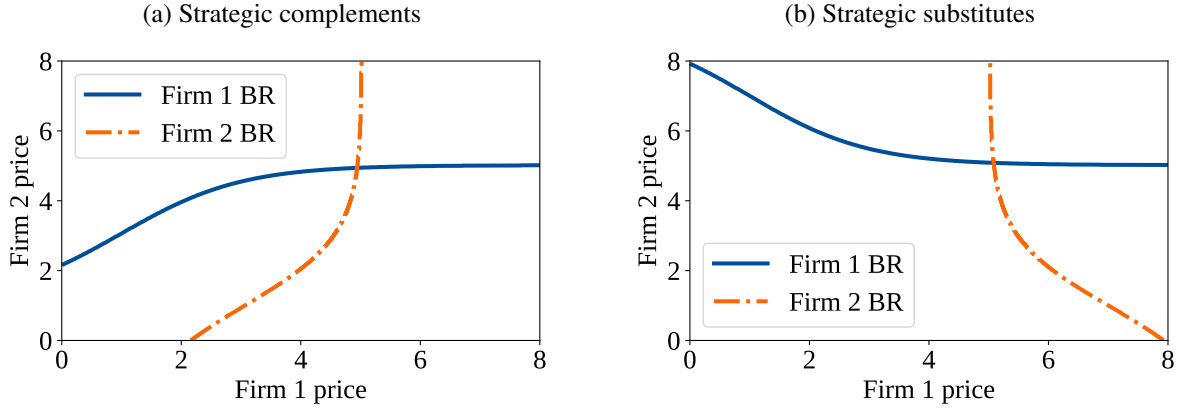 (a) Strategic complements
8
6
4
2
0
0 2 4 6 8
Firm 2 price
Firm 1 price
Firm 1 BR
Firm 2 BR
(b) Strategic substitutes
8
6
4
2
0
0 2 4 6 8
Firm 2 price
Firm 1 price
Firm 1 BR
Firm 2 BR